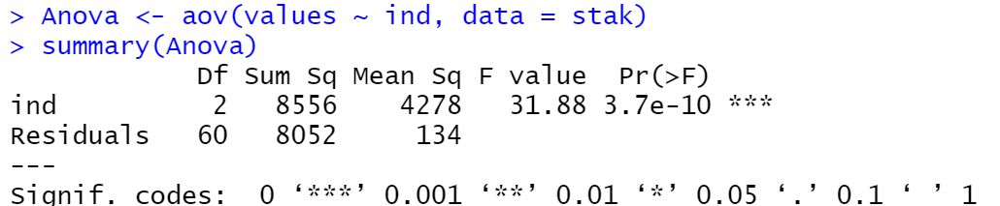 > Anova <- aov(values ~ ind, data = stak)
> summary(Anova)
            Df Sum Sq Mean Sq F value  Pr(>F)
ind          2   8556    4278   31.88 3.7e-10 ***
Residuals   60   8052     134
---
Signif. codes:  0 ‘***’ 0.001 ‘**’ 0.01 ‘*’ 0.05 ‘.’ 0.1 ‘ ’ 1